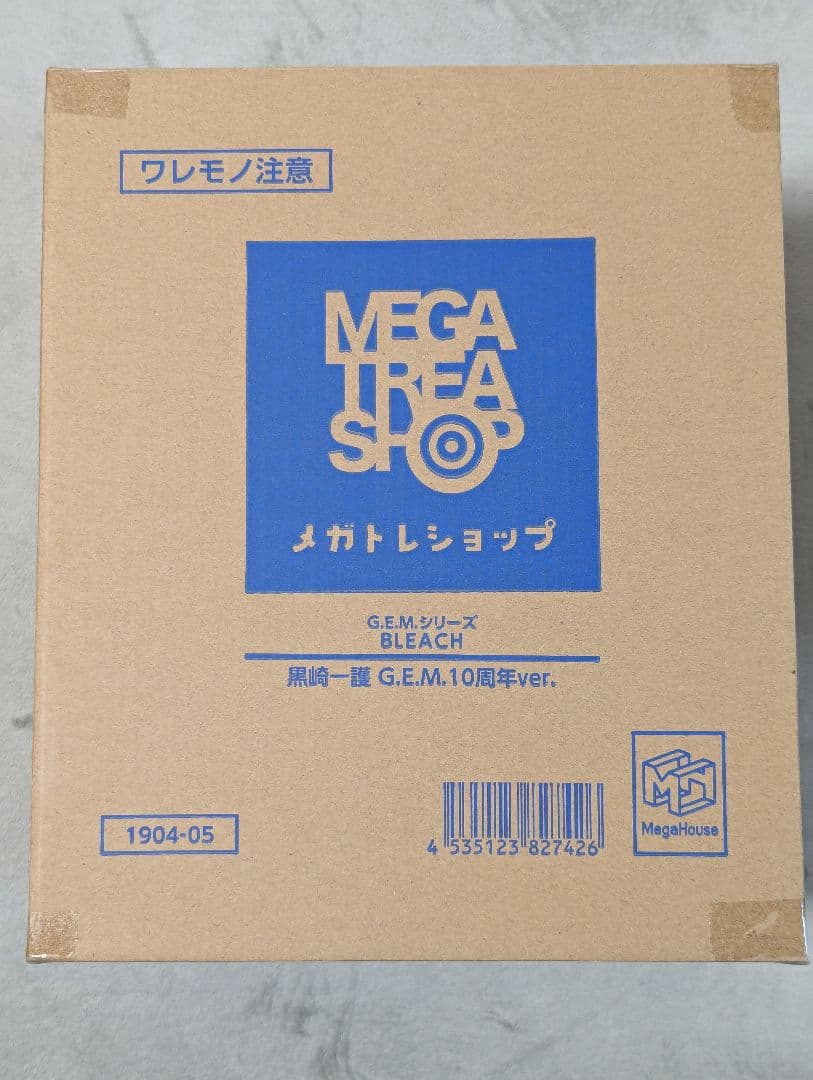 ワレモノ注意
MEGA
TREA
SHOP
メガトレショップ
G.E.M.シリーズ
BLEACH
黒崎一護 G.E.M.10周年ver.
1904-05
4 535123 827426
MegaHouse